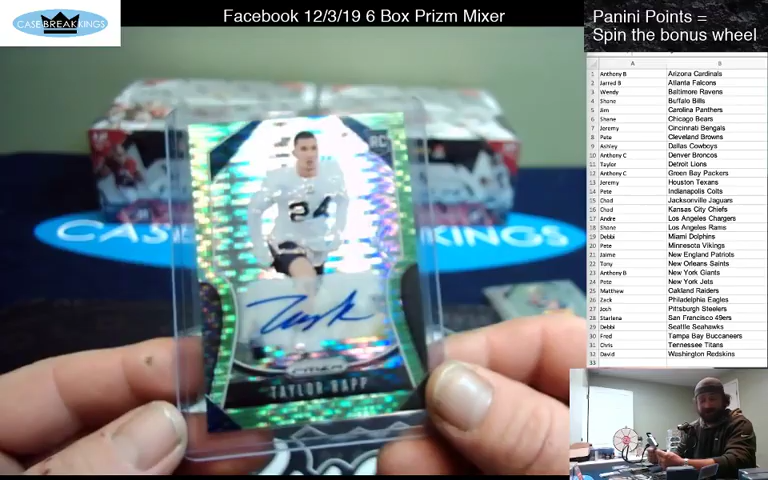 CASE BREAK KINGS
Facebook 12/3/19 6 Box Prizm Mixer
Panini Points =
Spin the bonus wheel
A B
1 Anthony B Arizona Cardinals
2 Jarred B Atlanta Falcons
3 Wendy Baltimore Ravens
4 Shane Buffalo Bills
5 Jim Carolina Panthers
6 Shane Chicago Bears
7 Jeremy Cincinnati Bengals
8 Pete Cleveland Browns
9 Ashley Dallas Cowboys
10 Anthony C Denver Broncos
11 Taylor Detroit Lions
12 Anthony C Green Bay Packers
13 Jeremy Houston Texans
14 Pete Indianapolis Colts
15 Chad Jacksonville Jaguars
16 Chad Kansas City Chiefs
17 Andre Los Angeles Chargers
18 Shane Los Angeles Rams
19 Debbi Miami Dolphins
20 Pete Minnesota Vikings
21 Jaime New England Patriots
22 Tony New Orleans Saints
23 Anthony B New York Giants
24 Pete New York Jets
25 Matthew Oakland Raiders
26 Zack Philadelphia Eagles
27 Josh Pittsburgh Steelers
28 Starlena San Francisco 49ers
29 Debbi Seattle Seahawks
30 Fred Tampa Bay Buccaneers
31 Chris Tennessee Titans
32 David Washington Redskins
33
RC
24
PRIZM
TAYLOR RAPP
CASE KINGS